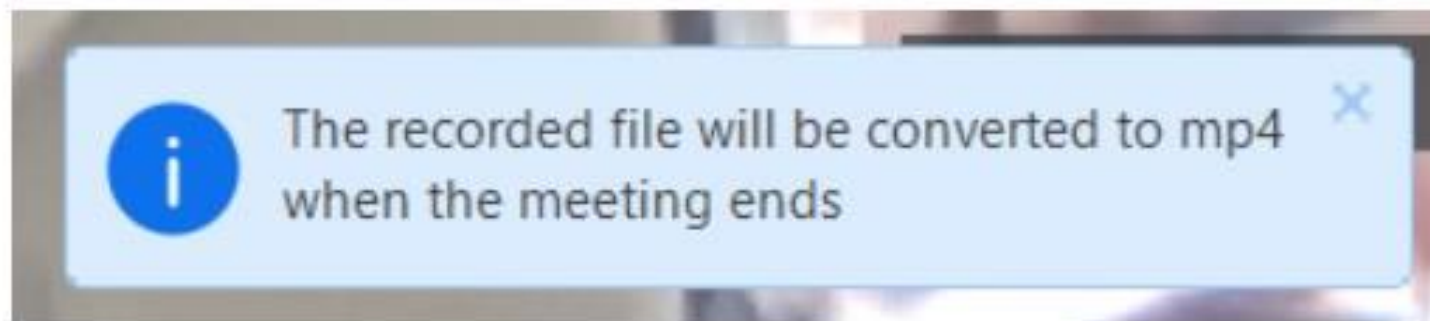 The recorded file will be converted to mp4
when the meeting ends